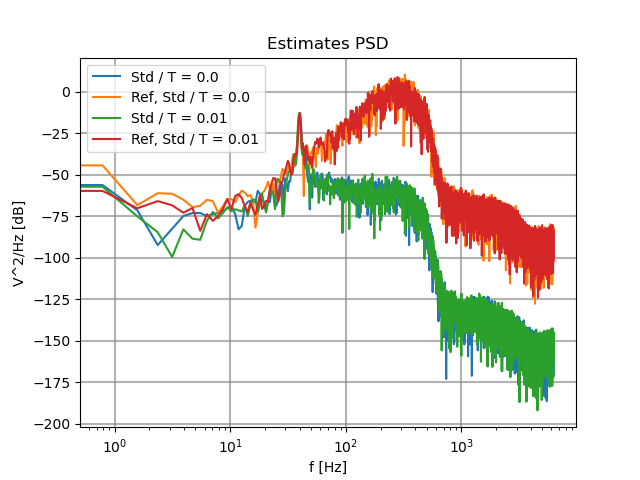 Estimates PSD
Std / T = 0.0
Ref, Std / T = 0.0
Std / T = 0.01
Ref, Std / T = 0.01
V^2/Hz [dB]
0
−25
−50
−75
−100
−125
−150
−175
−200
10^0
10^1
10^2
10^3
f [Hz]